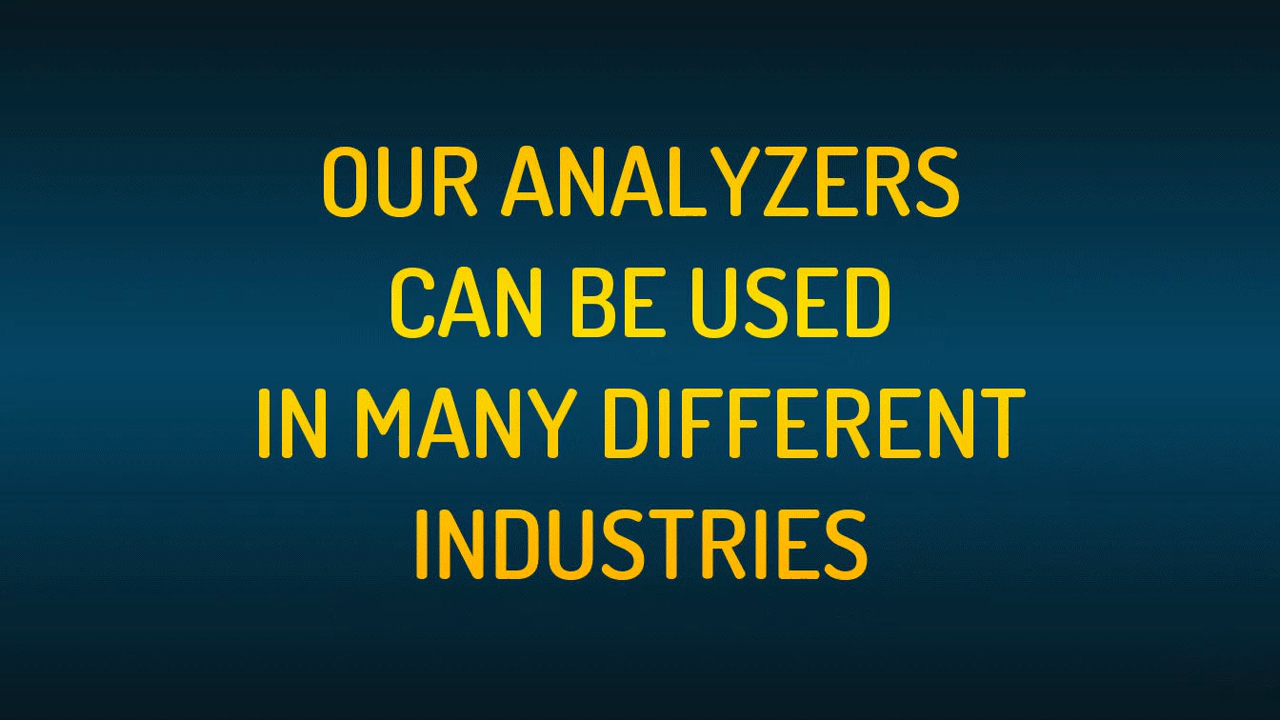 OUR ANALYZERS
CAN BE USED
IN MANY DIFFERENT
INDUSTRIES